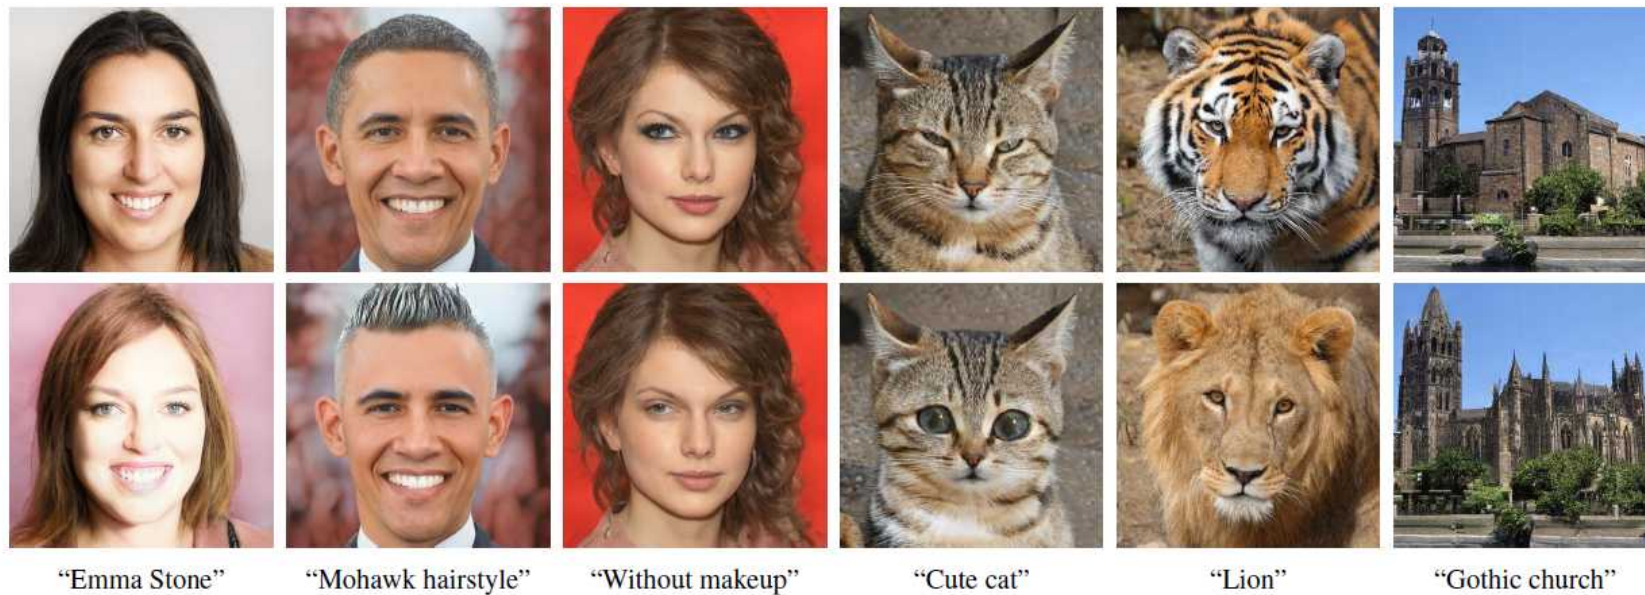 “Emma Stone” “Mohawk hairstyle” “Without makeup” “Cute cat” “Lion” “Gothic church”